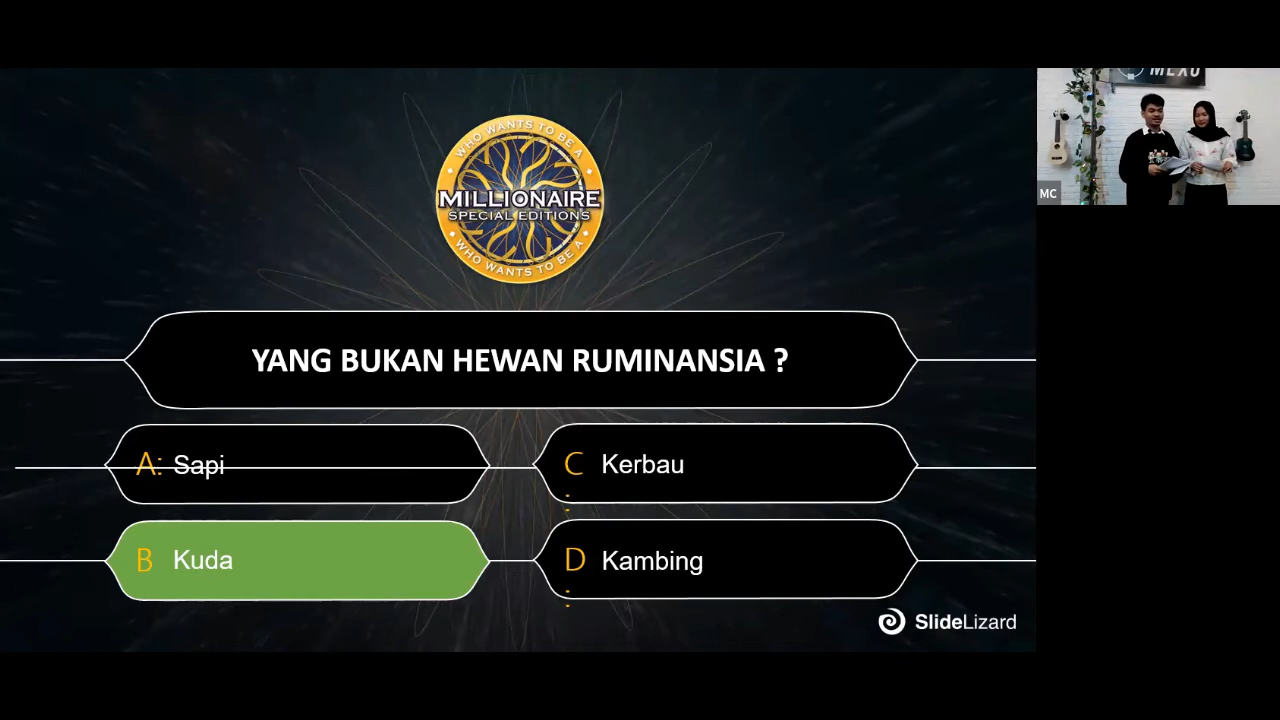 WHO WANTS TO BE A
MILLIONAIRE
SPECIAL EDITIONS
WHO WANTS TO BE A
YANG BUKAN HEWAN RUMINANSIA ?
A: Sapi
C: Kerbau
B Kuda
D: Kambing
SlideLizard
MC